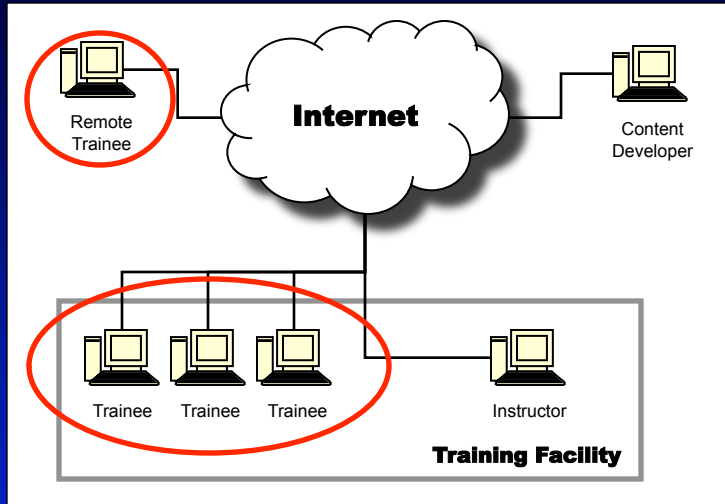 Internet
Remote
Trainee
Content
Developer
Trainee
Trainee
Trainee
Instructor
Training Facility